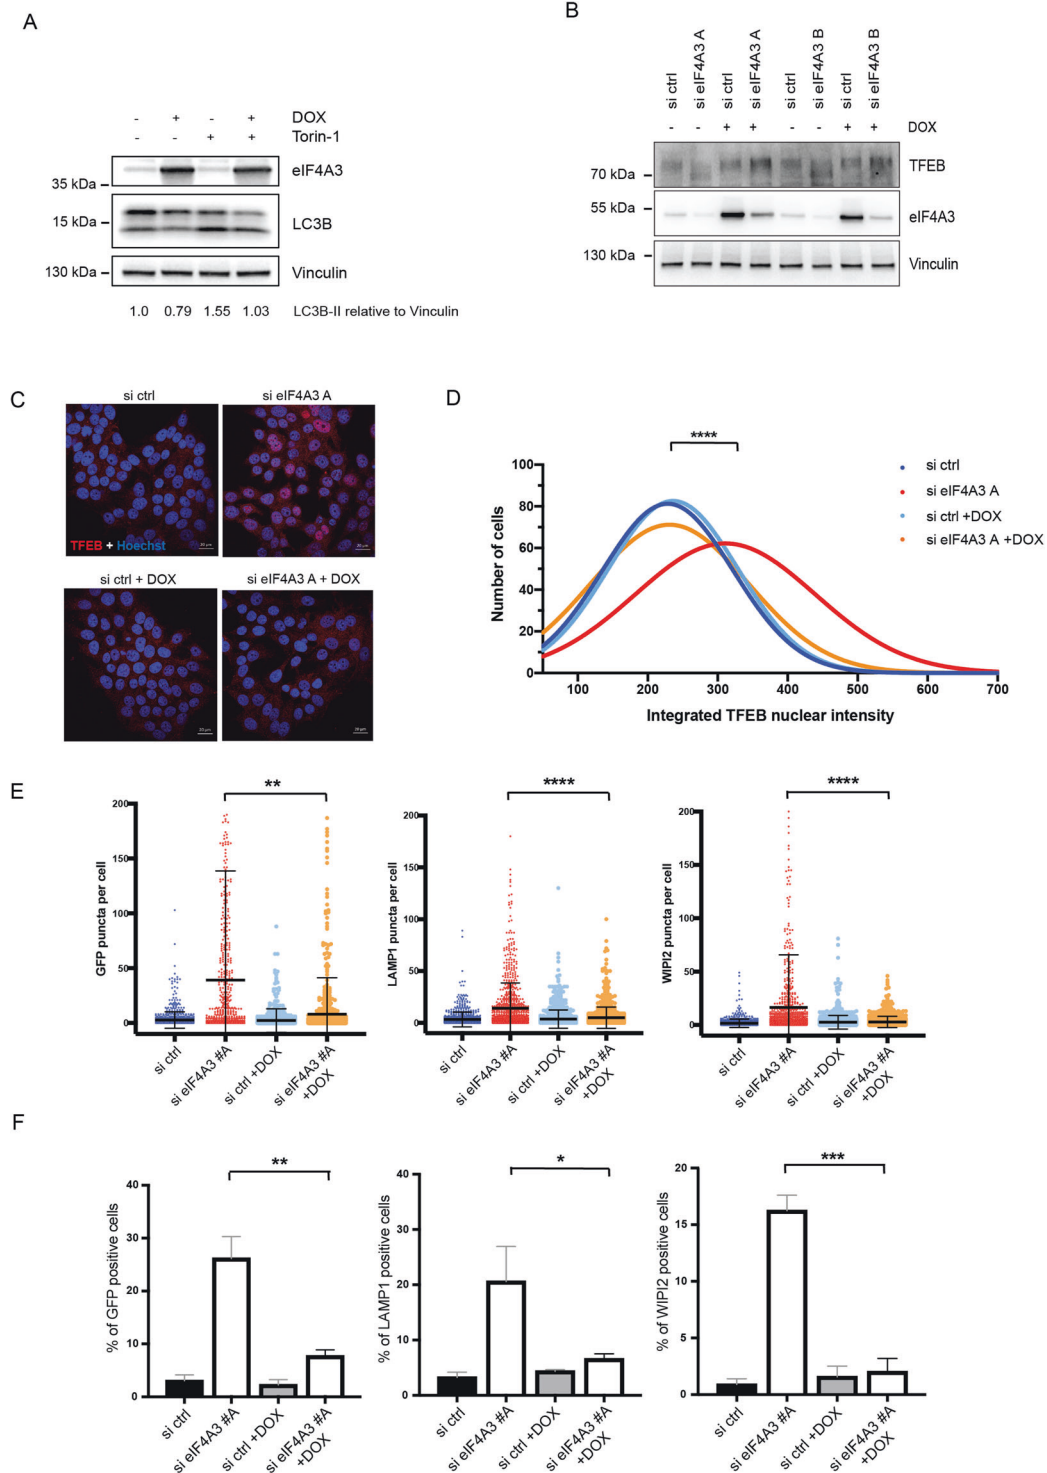 A
- + - + DOX
- - + + Torin-1
35 kDa eIF4A3
15 kDa LC3B
130 kDa Vinculin
1.0 0.79 1.55 1.03 LC3B-II relative to Vinculin
B
si ctrl si eIF4A3 A si ctrl si eIF4A3 A si ctrl si eIF4A3 B si ctrl si eIF4A3 B
- - + + - - + + DOX
70 kDa TFEB
55 kDa eIF4A3
130 kDa Vinculin
C
si ctrl si eIF4A3 A
TFEB + Hoechst
si ctrl + DOX si eIF4A3 A + DOX
D
****
Number of cells
100
80
60
40
20
0
100 200 300 400 500 600 700
Integrated TFEB nuclear intensity
si ctrl
si eIF4A3 A
si ctrl +DOX
si eIF4A3 A +DOX
E
**
GFP puncta per cell
200
150
100
50
0
si ctrl
si eIF4A3 #A
si ctrl +DOX
si eIF4A3 #A
+DOX
****
LAMP1 puncta per cell
200
150
100
50
0
si ctrl
si eIF4A3 #A
si ctrl +DOX
si eIF4A3 #A
+DOX
****
WIPI2 puncta per cell
200
150
100
50
0
si ctrl
si eIF4A3 #A
si ctrl +DOX
si eIF4A3 #A
+DOX
F
**
% of GFP positive cells
40
30
20
10
0
si ctrl
si eIF4A3 #A
si ctrl +DOX
si eIF4A3 #A
+DOX
*
% of LAMP1 positive cells
40
30
20
10
0
si ctrl
si eIF4A3 #A
si ctrl +DOX
si eIF4A3 #A
+DOX
***
% of WIPI2 positive cells
20
15
10
5
0
si ctrl
si eIF4A3 #A
si ctrl +DOX
si eIF4A3 #A
+DOX